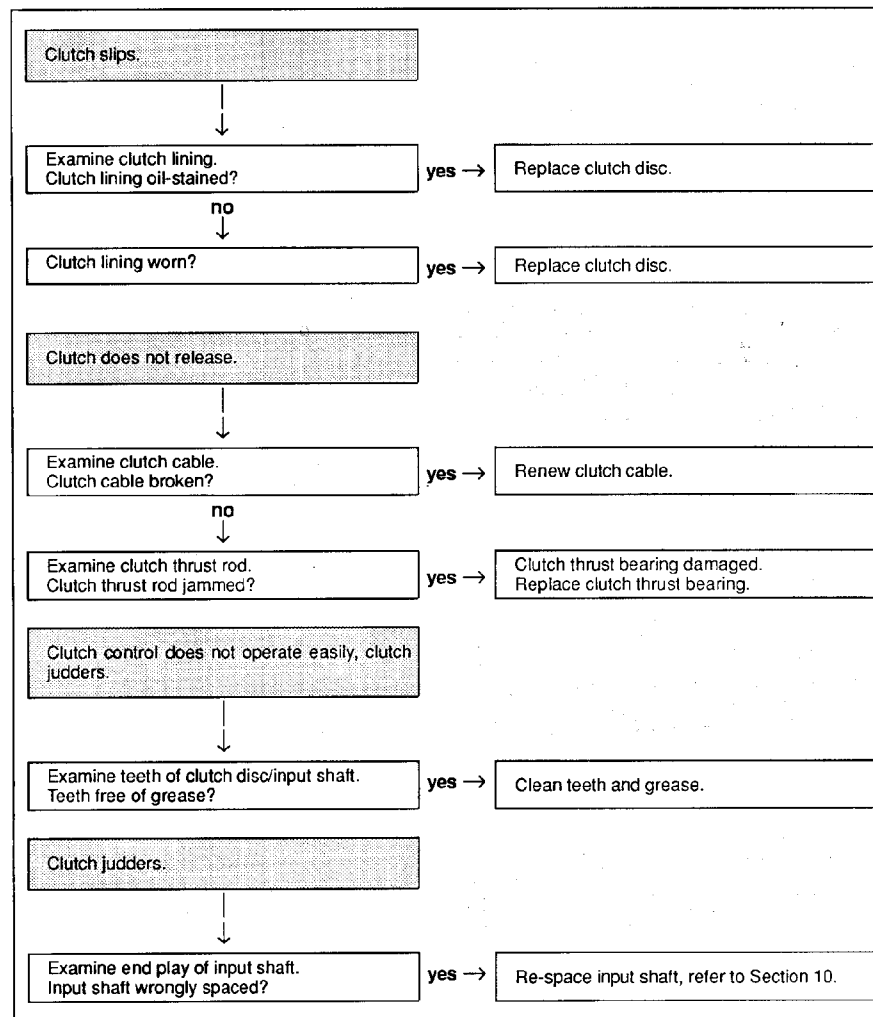 Clutch slips.
Examine clutch lining.
Clutch lining oil-stained?
yes →
Replace clutch disc.
no
Clutch lining worn?
yes →
Replace clutch disc.
Clutch does not release.
Examine clutch cable.
Clutch cable broken?
yes →
Renew clutch cable.
no
Examine clutch thrust rod.
Clutch thrust rod jammed?
yes →
Clutch thrust bearing damaged.
Replace clutch thrust bearing.
Clutch control does not operate easily, clutch
judders.
Examine teeth of clutch disc/input shaft.
Teeth free of grease?
yes →
Clean teeth and grease.
Clutch judders.
Examine end play of input shaft.
Input shaft wrongly spaced?
yes →
Re-space input shaft, refer to Section 10.